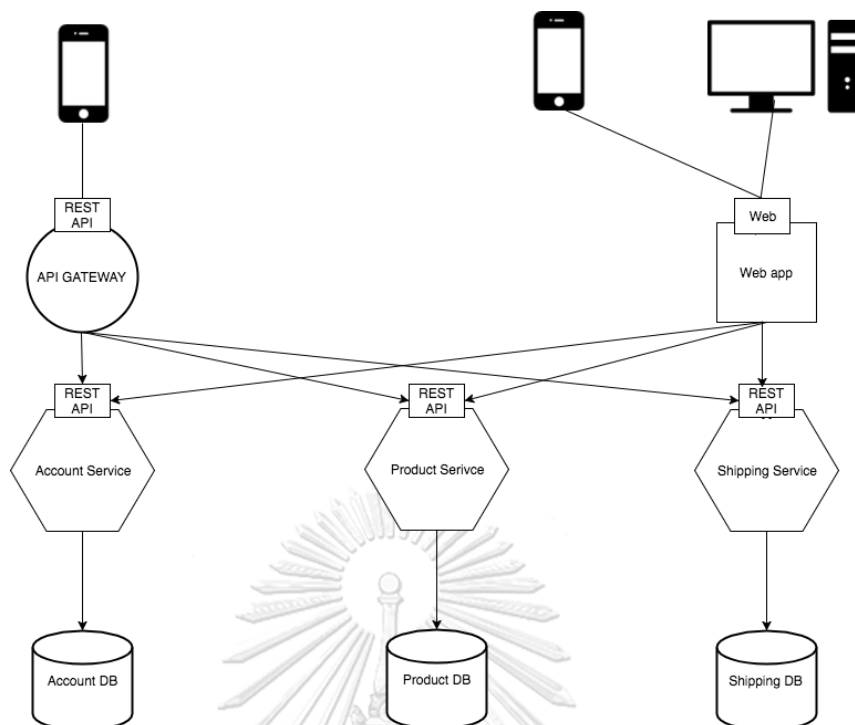 REST
API
Web
API GATEWAY
Web app
REST
API
REST
API
REST
API
Account Service
Product Serivce
Shipping Service
Account DB
Product DB
Shipping DB